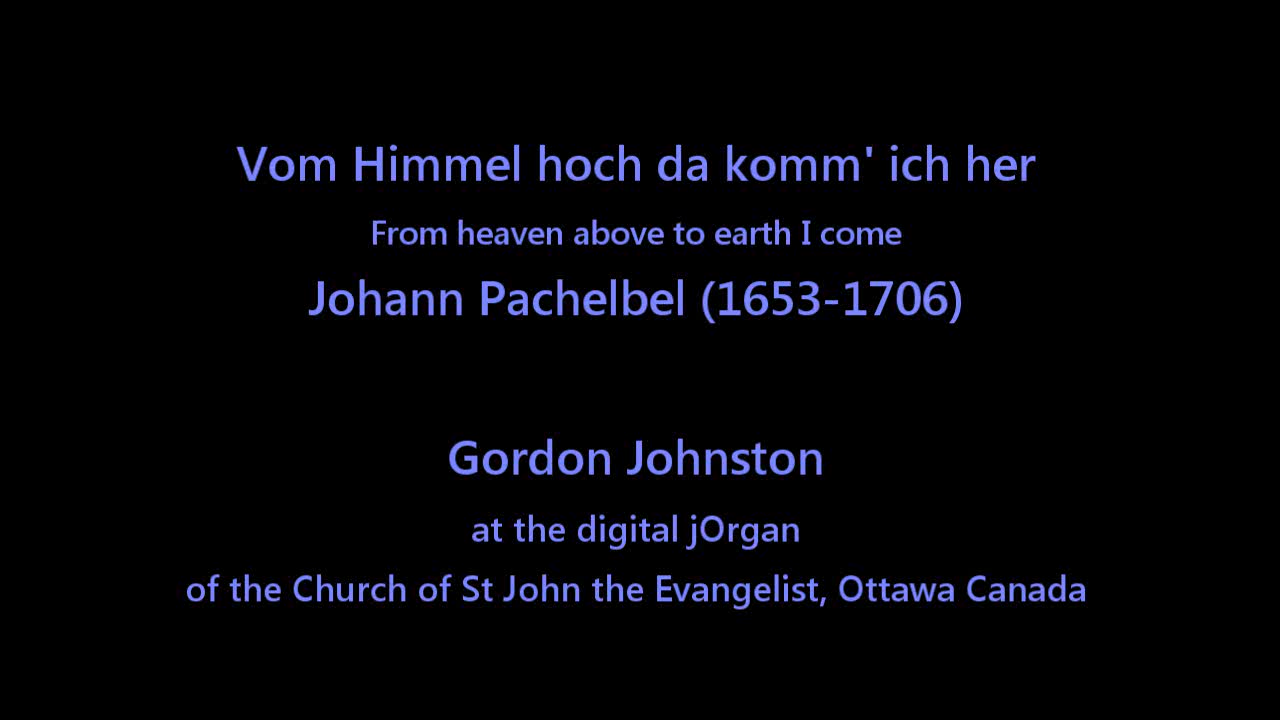 Vom Himmel hoch da komm' ich her
From heaven above to earth I come
Johann Pachelbel (1653-1706)
Gordon Johnston
at the digital jOrgan
of the Church of St John the Evangelist, Ottawa Canada